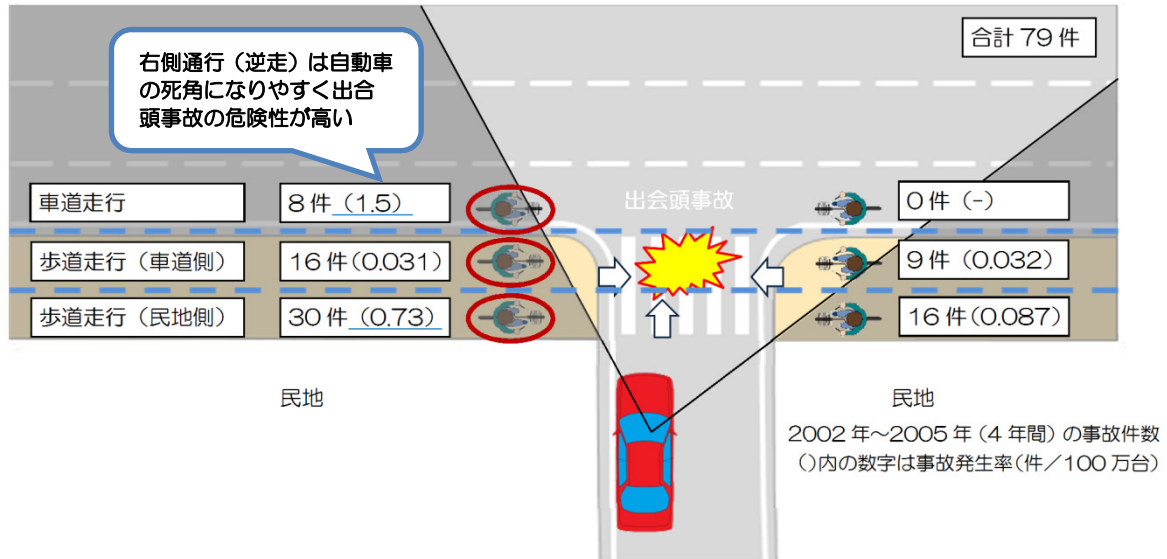 合計 79 件
右側通行（逆走）は自動車
の死角になりやすく出合
頭事故の危険性が高い
車道走行
8 件（1.5）
出会頭事故
0 件（-）
歩道走行（車道側）
16 件(0.031)
9 件（0.032）
歩道走行（民地側）
30 件（0.73）
16 件(0.087)
民地
民地
2002 年～2005 年（4 年間）の事故件数
（）内の数字は事故発生率(件／100 万台）